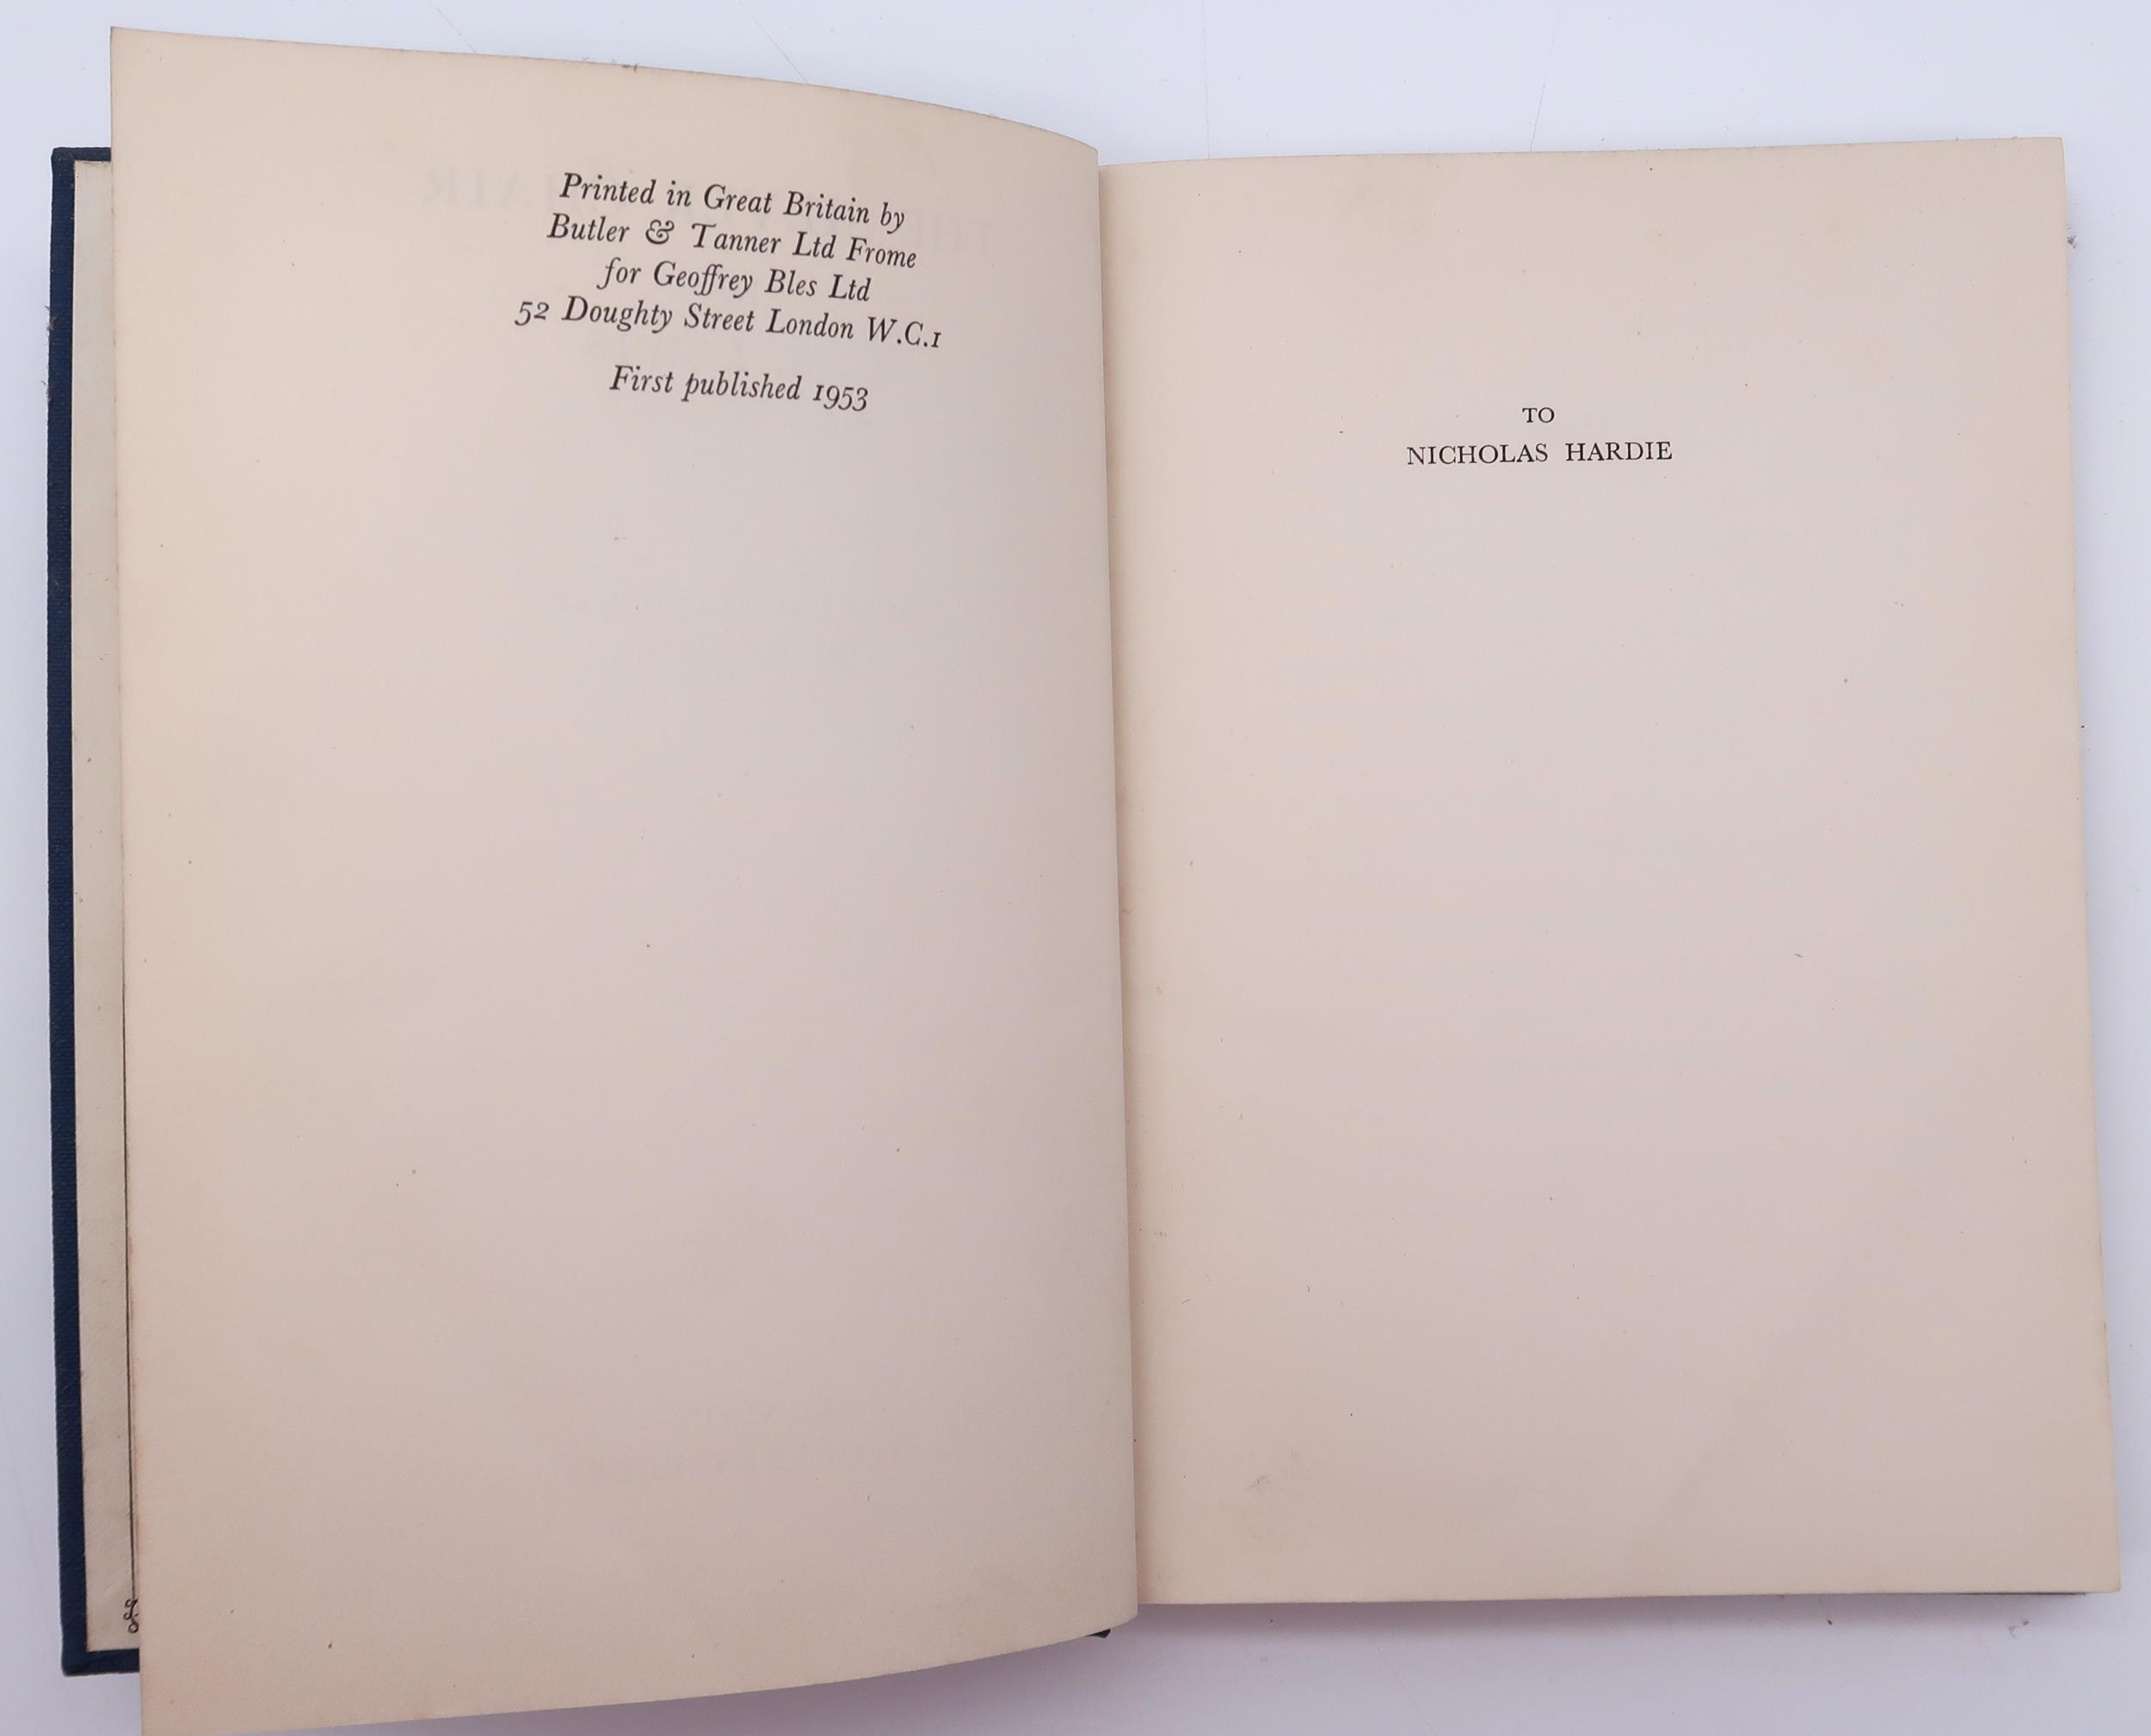 Printed in Great Britain by
Butler & Tanner Ltd Frome
for Geoffrey Bles Ltd
52 Doughty Street London W.C.1
First published 1953
TO
NICHOLAS HARDIE